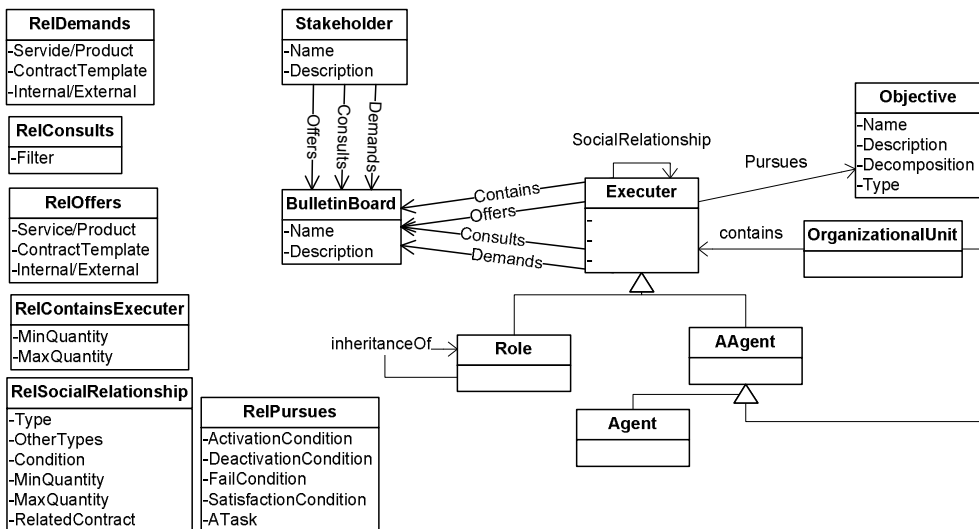 RelDemands
-Servide/Product
-ContractTemplate
-Internal/External
RelConsults
-Filter
RelOffers
-Service/Product
-ContractTemplate
-Internal/External
RelContainsExecuter
-MinQuantity
-MaxQuantity
RelSocialRelationship
-Type
-OtherTypes
-Condition
-MinQuantity
-MaxQuantity
-RelatedContract
RelPursues
-ActivationCondition
-DeactivationCondition
-FailCondition
-SatisfactionCondition
-ATask
Stakeholder
-Name
-Description
Offers
Consults
Demands
BulletinBoard
-Name
-Description
Contains
Offers
Consults
Demands
SocialRelationship
Executer
-
-
-
Pursues
Objective
-Name
-Description
-Decomposition
-Type
contains
OrganizationalUnit
inheritanceOf
Role
AAgent
Agent